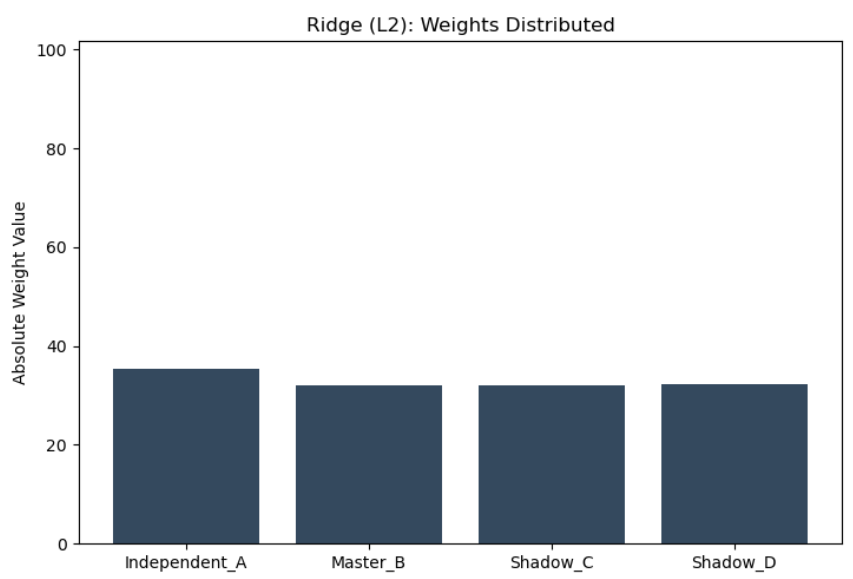 Ridge (L2): Weights Distributed
100
80
60
40
20
0
Absolute Weight Value
Independent_A Master_B Shadow_C Shadow_D